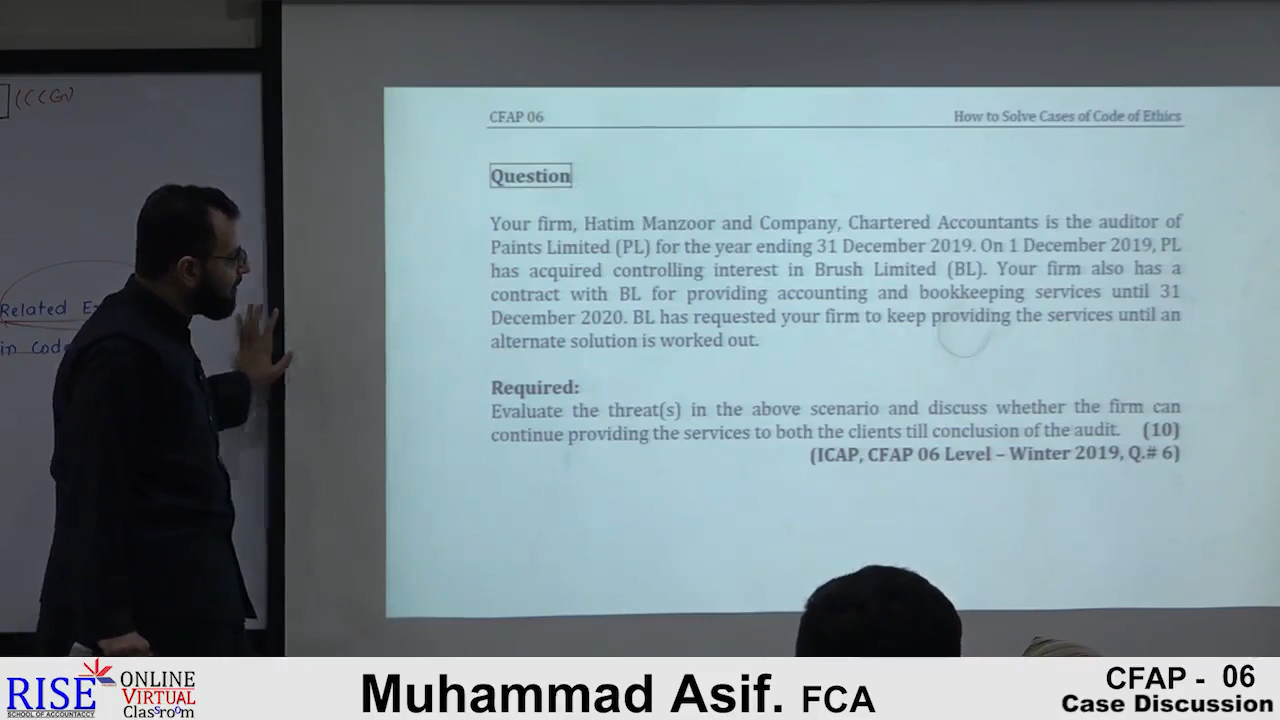 (CCGV
Related
in Code
CFAP 06
How to Solve Cases of Code of Ethics
Question
Your firm, Hatim Manzoor and Company, Chartered Accountants is the auditor of
Paints Limited (PL) for the year ending 31 December 2019. On 1 December 2019, PL
has acquired controlling interest in Brush Limited (BL). Your firm also has a
contract with BL for providing accounting and bookkeeping services until 31
December 2020. BL has requested your firm to keep providing the services until an
alternate solution is worked out.
Required:
Evaluate the threat(s) in the above scenario and discuss whether the firm can
continue providing the services to both the clients till conclusion of the audit. (10)
(ICAP, CFAP 06 Level – Winter 2019, Q.# 6)
RISE
SCHOOL OF ACCOUNTANCY
ONLINE
VIRTUAL
Classroom
Muhammad Asif. FCA
CFAP - 06
Case Discussion